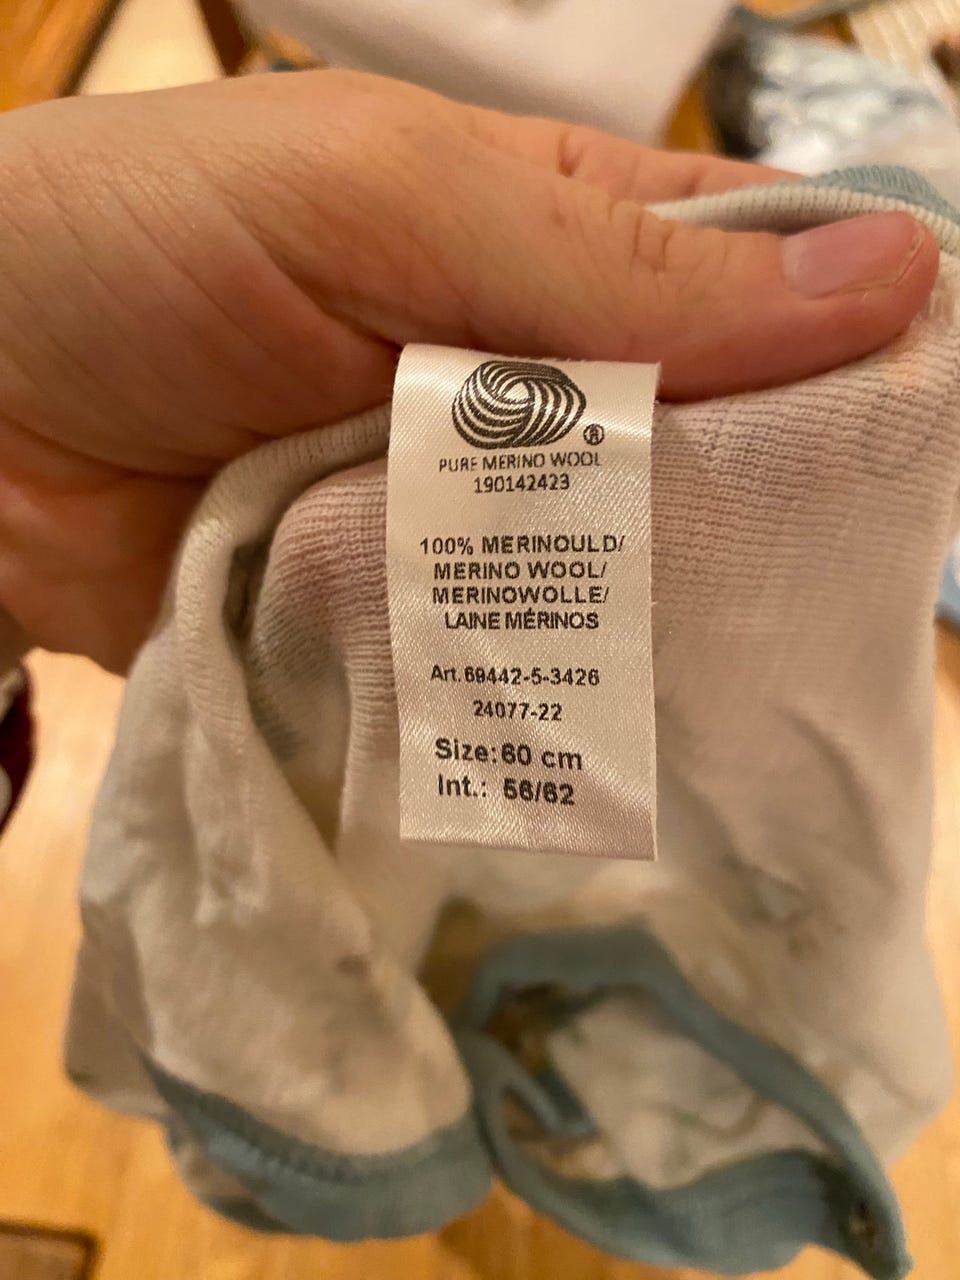 ®
PURE MERINO WOOL
190142423
100% MERINOULD/
MERINO WOOL/
MERINOWOLLE/
LAINE MÉRINOS
Art. 69442-5-3426
24077-22
Size: 60 cm
Int.: 56/62